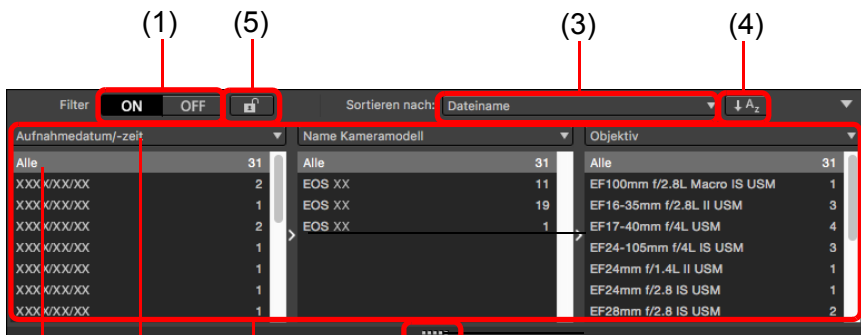 (1) (5) (3) (4)
Filter ON OFF Sortieren nach: Dateiname ↓ A z
Aufnahmedatum/-zeit Name Kameramodell Objektiv
Alle 31 Alle 31 Alle 31
XXXX/XX/XX 2 EOS XX 11 EF100mm f/2.8L Macro IS USM 1
XXXX/XX/XX 1 EOS XX 19 EF16-35mm f/2.8L II USM 3
XXXX/XX/XX 2 EOS XX 1 EF17-40mm f/4L USM 4
XXXX/XX/XX 1 EF24-105mm f/4L IS USM 3
XXXX/XX/XX 1 EF24mm f/1.4L II USM 1
XXXX/XX/XX 1 EF24mm f/2.8 IS USM 1
XXXX/XX/XX 1 EF28mm f/2.8 IS USM 2